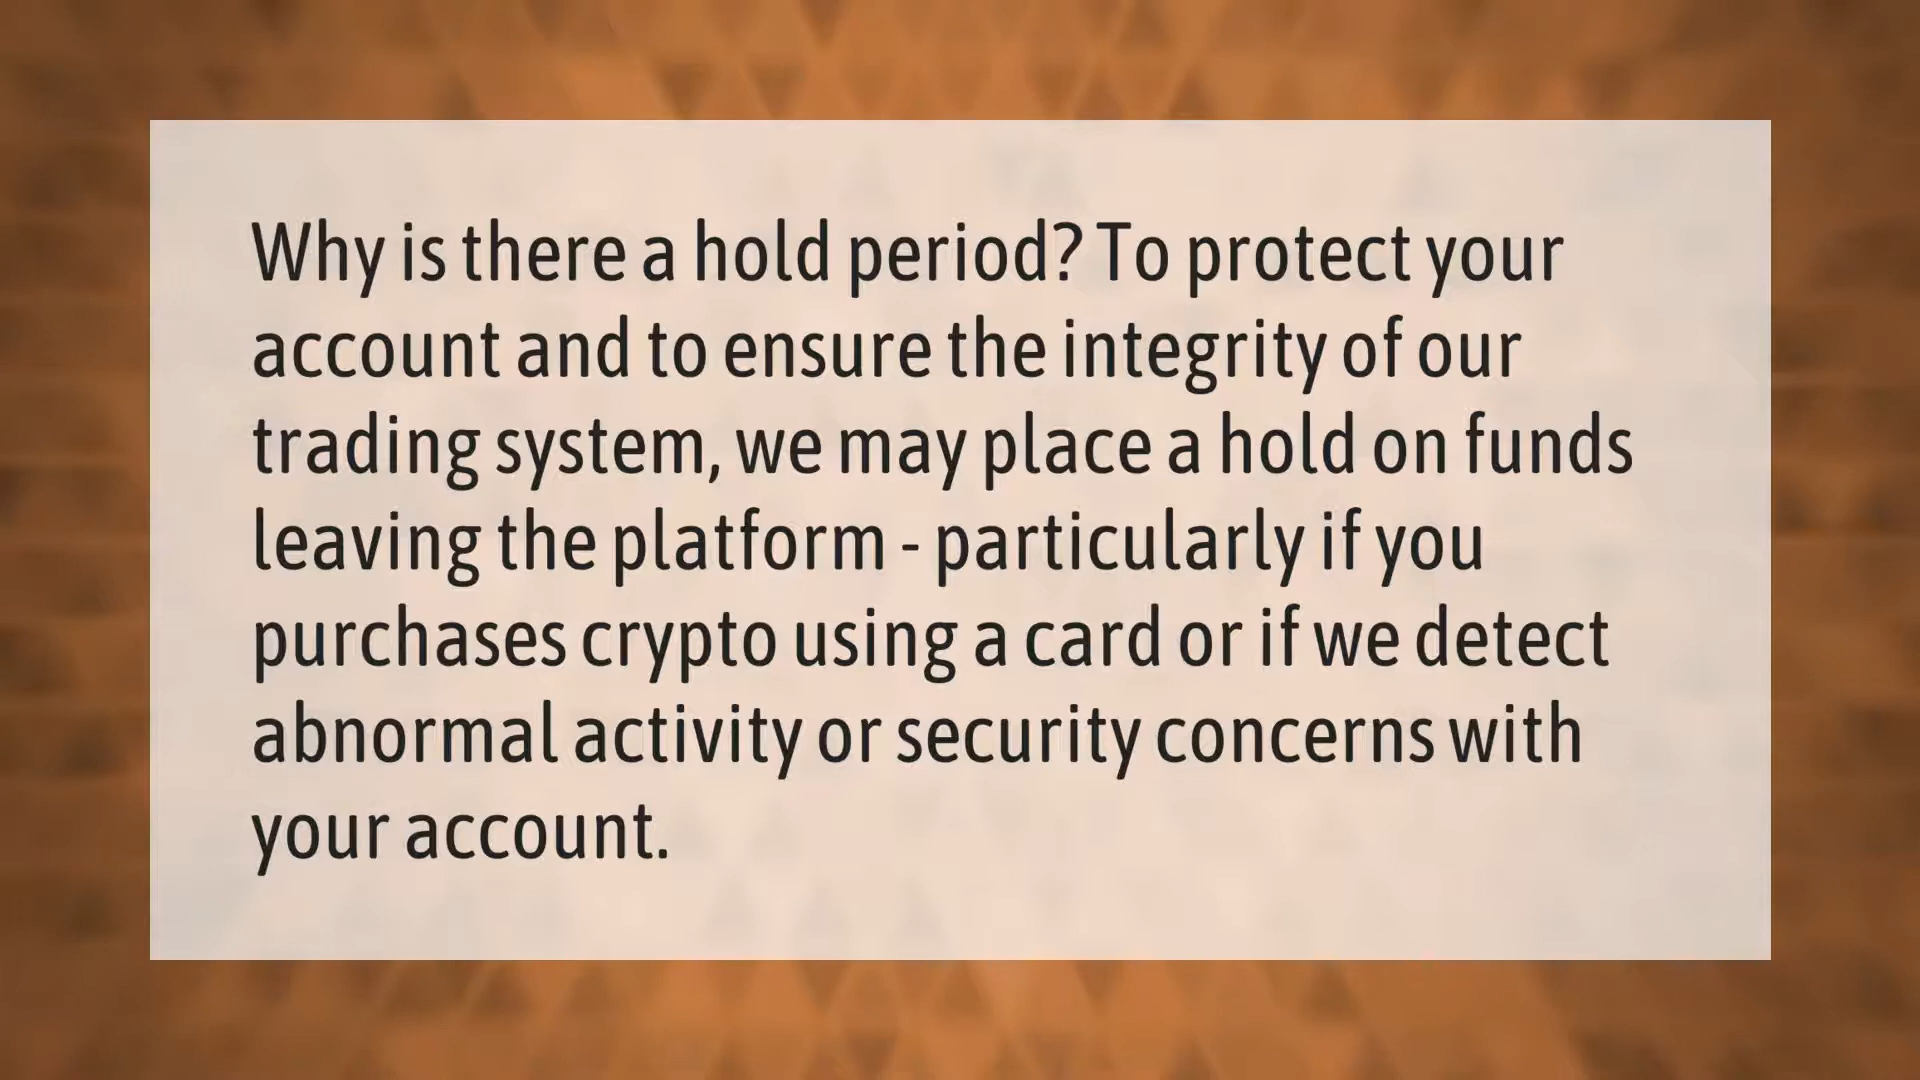 Why is there a hold period? To protect your
account and to ensure the integrity of our
trading system, we may place a hold on funds
leaving the platform - particularly if you
purchases crypto using a card or if we detect
abnormal activity or security concerns with
your account.